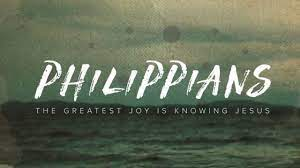 PHILIPPIANS
THE GREATEST JOY IS KNOWING JESUS